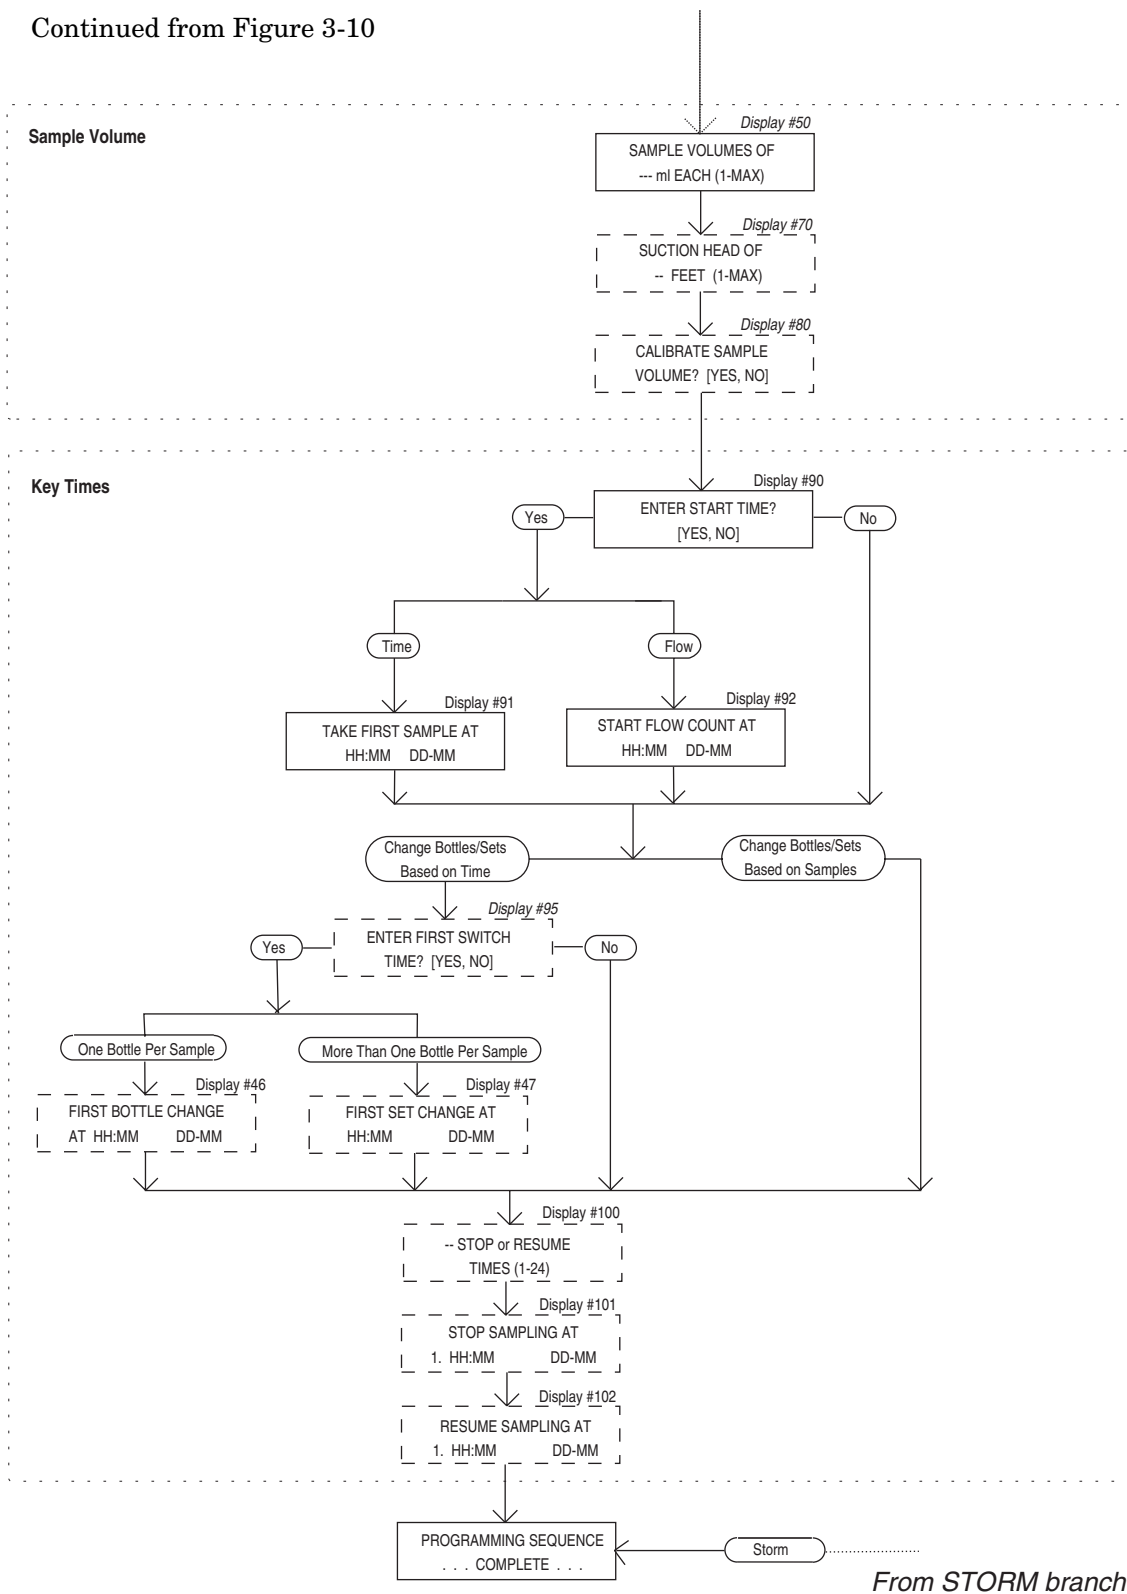 Continued from Figure 3-10
Sample Volume
Display #50
SAMPLE VOLUMES OF
--- ml EACH (1-MAX)
Display #70
SUCTION HEAD OF
-- FEET (1-MAX)
Display #80
CALIBRATE SAMPLE
VOLUME? [YES, NO]
Key Times
Display #90
ENTER START TIME?
[YES, NO]
Yes
No
Time
Flow
Display #91
TAKE FIRST SAMPLE AT
HH:MM DD-MM
Display #92
START FLOW COUNT AT
HH:MM DD-MM
Change Bottles/Sets
Based on Time
Change Bottles/Sets
Based on Samples
Display #95
ENTER FIRST SWITCH
TIME? [YES, NO]
Yes
No
One Bottle Per Sample
More Than One Bottle Per Sample
Display #46
FIRST BOTTLE CHANGE
AT HH:MM DD-MM
Display #47
FIRST SET CHANGE AT
HH:MM DD-MM
Display #100
-- STOP or RESUME
TIMES (1-24)
Display #101
STOP SAMPLING AT
1. HH:MM DD-MM
Display #102
RESUME SAMPLING AT
1. HH:MM DD-MM
PROGRAMMING SEQUENCE
. . . COMPLETE . . .
Storm
From STORM branch